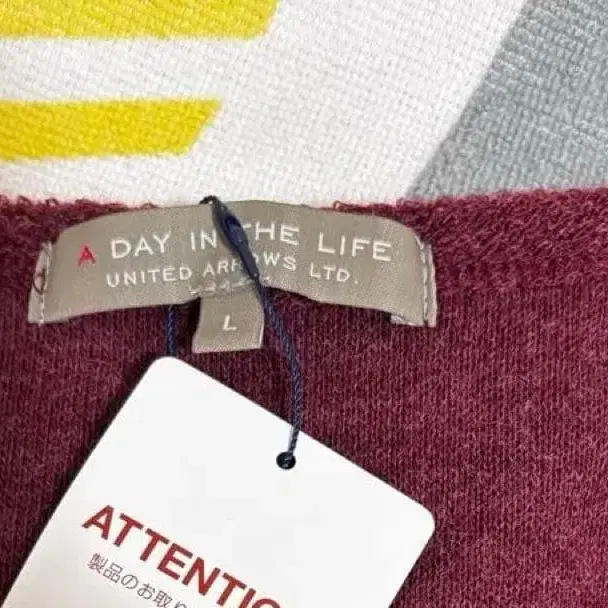 A DAY IN THE LIFE
UNITED ARROWS LTD.
L
ATTENTIO
製品のお取り